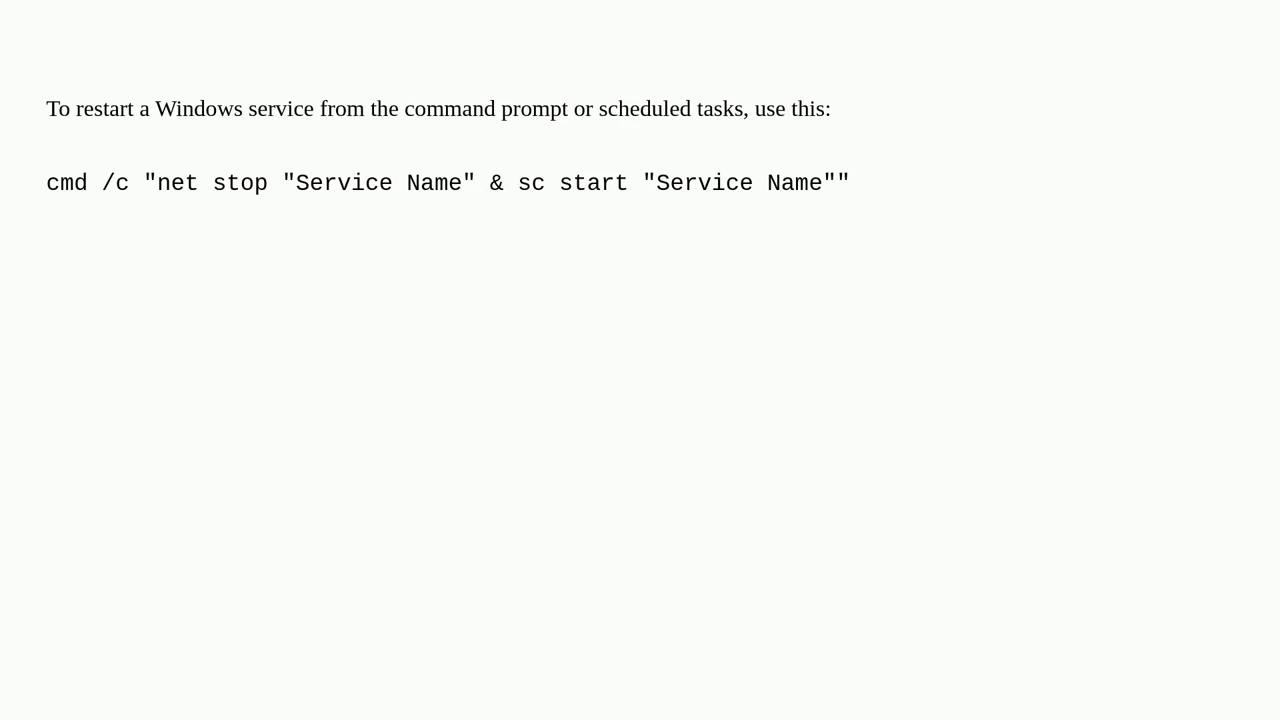 To restart a Windows service from the command prompt or scheduled tasks, use this:
cmd /c "net stop "Service Name" & sc start "Service Name""